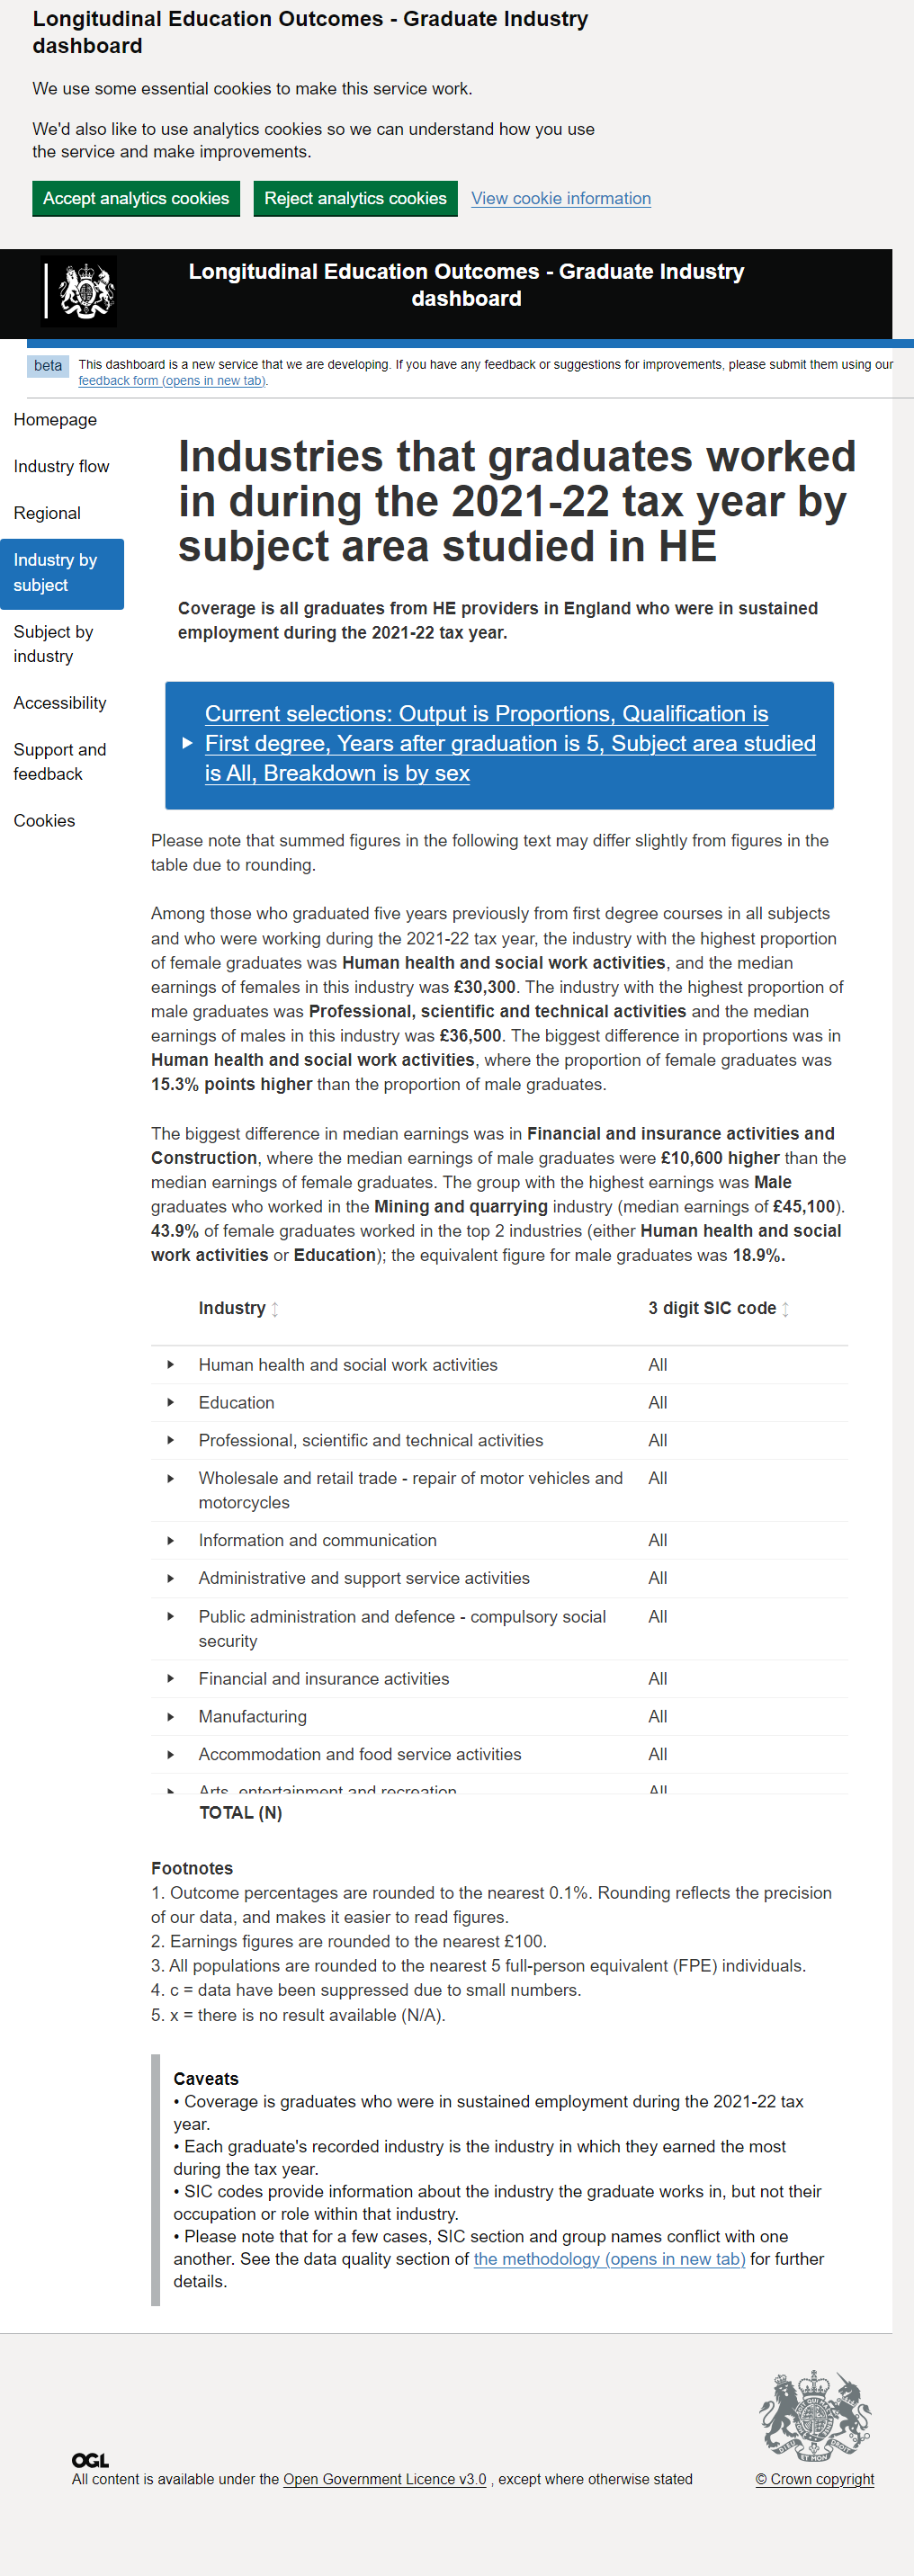 Longitudinal Education Outcomes - Graduate Industry
dashboard
We use some essential cookies to make this service work.
We'd also like to use analytics cookies so we can understand how you use
the service and make improvements.
Accept analytics cookies Reject analytics cookies View cookie information
Longitudinal Education Outcomes - Graduate Industry
dashboard
beta This dashboard is a new service that we are developing. If you have any feedback or suggestions for improvements, please submit them using our
feedback form (opens in new tab).
Homepage
Industry flow
Regional
Industry by
subject
Subject by
industry
Accessibility
Support and
feedback
Cookies
Industries that graduates worked
in during the 2021-22 tax year by
subject area studied in HE
Coverage is all graduates from HE providers in England who were in sustained
employment during the 2021-22 tax year.
Current selections: Output is Proportions, Qualification is
First degree, Years after graduation is 5, Subject area studied
is All, Breakdown is by sex
Please note that summed figures in the following text may differ slightly from figures in the
table due to rounding.
Among those who graduated five years previously from first degree courses in all subjects
and who were working during the 2021-22 tax year, the industry with the highest proportion
of female graduates was Human health and social work activities, and the median
earnings of females in this industry was £30,300. The industry with the highest proportion of
male graduates was Professional, scientific and technical activities and the median
earnings of males in this industry was £36,500. The biggest difference in proportions was in
Human health and social work activities, where the proportion of female graduates was
15.3% points higher than the proportion of male graduates.
The biggest difference in median earnings was in Financial and insurance activities and
Construction, where the median earnings of male graduates were £10,600 higher than the
median earnings of female graduates. The group with the highest earnings was Male
graduates who worked in the Mining and quarrying industry (median earnings of £45,100).
43.9% of female graduates worked in the top 2 industries (either Human health and social
work activities or Education); the equivalent figure for male graduates was 18.9%.
Industry 3 digit SIC code
Human health and social work activities All
Education All
Professional, scientific and technical activities All
Wholesale and retail trade - repair of motor vehicles and All
motorcycles
Information and communication All
Administrative and support service activities All
Public administration and defence - compulsory social All
security
Financial and insurance activities All
Manufacturing All
Accommodation and food service activities All
Arts, entertainment and recreation All
TOTAL (N)
Footnotes
1. Outcome percentages are rounded to the nearest 0.1%. Rounding reflects the precision
of our data, and makes it easier to read figures.
2. Earnings figures are rounded to the nearest £100.
3. All populations are rounded to the nearest 5 full-person equivalent (FPE) individuals.
4. c = data have been suppressed due to small numbers.
5. x = there is no result available (N/A).
Caveats
• Coverage is graduates who were in sustained employment during the 2021-22 tax
year.
• Each graduate's recorded industry is the industry in which they earned the most
during the tax year.
• SIC codes provide information about the industry the graduate works in, but not their
occupation or role within that industry.
• Please note that for a few cases, SIC section and group names conflict with one
another. See the data quality section of the methodology (opens in new tab) for further
details.
OGL
All content is available under the Open Government Licence v3.0 , except where otherwise stated © Crown copyright